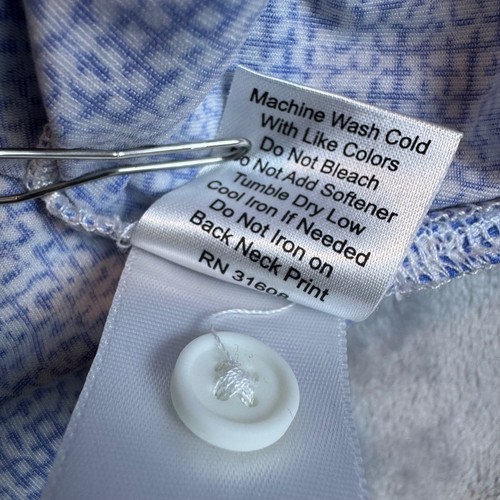 Machine Wash Cold
With Like Colors
Do Not Bleach
Not Add Softener
Tumble Dry Low
Cool Iron If Needed
Do Not Iron on
Back Neck Print
RN